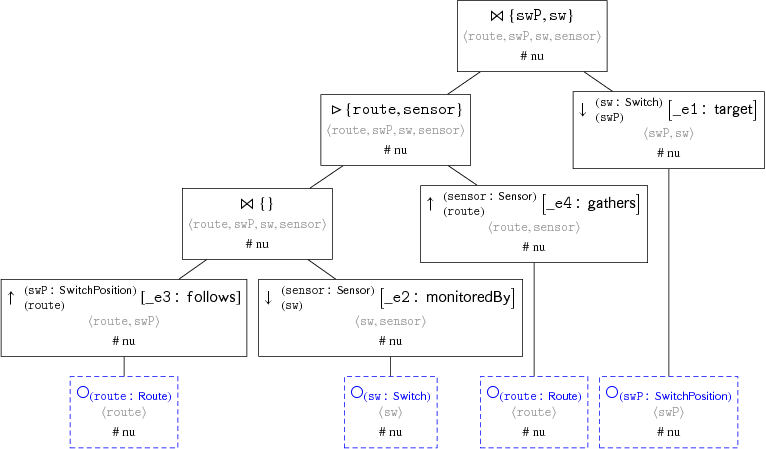 ⋈ {swP, sw}
⟨route, swP, sw, sensor⟩
# nu
▷ {route, sensor}
⟨route, swP, sw, sensor⟩
# nu
↓ (sw: Switch) (swP) [_e1: target]
⟨swP, sw⟩
# nu
⋈ {}
⟨route, swP, sw, sensor⟩
# nu
↑ (sensor: Sensor) (route) [_e4: gathers]
⟨route, sensor⟩
# nu
↑ (swP: SwitchPosition) (route) [_e3: follows]
⟨route, swP⟩
# nu
↓ (sensor: Sensor) (sw) [_e2: monitoredBy]
⟨sw, sensor⟩
# nu
○(route: Route)
⟨route⟩
# nu
○(sw: Switch)
⟨sw⟩
# nu
○(route: Route)
⟨route⟩
# nu
○(swP: SwitchPosition)
⟨swP⟩
# nu